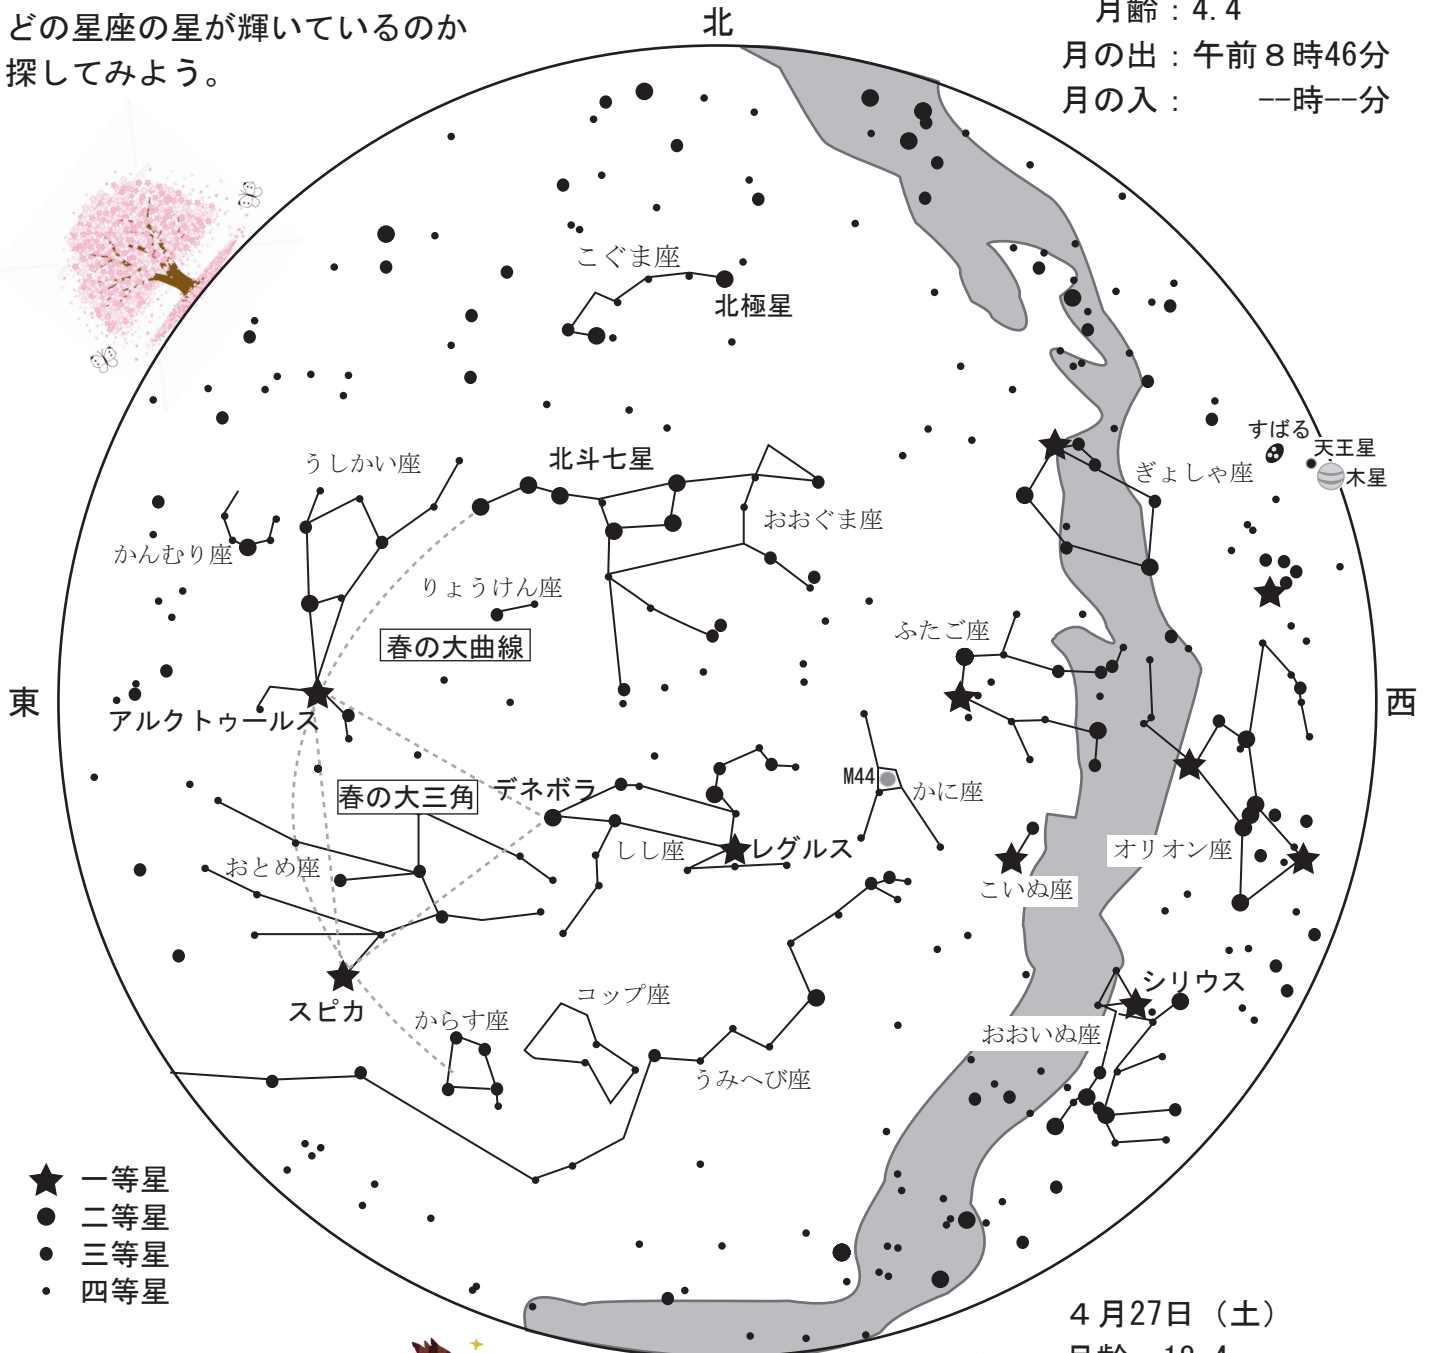 どの星座の星が輝いているのか
探してみよう。
北
月齢：4.4
月の出：午前８時46分
月の入：　　--時--分
こぐま座
北極星
すばる
天王星
木星
うしかい座
北斗七星
ぎょしゃ座
おおぐま座
かんむり座
りょうけん座
春の大曲線
ふたご座
東
西
アルクトゥールス
春の大三角
デネボラ
M44
かに座
しし座
レグルス
オリオン座
おとめ座
こいぬ座
スピカ
コップ座
シリウス
からす座
おおいぬ座
うみへび座
一等星
二等星
三等星
四等星
４月27日（土）